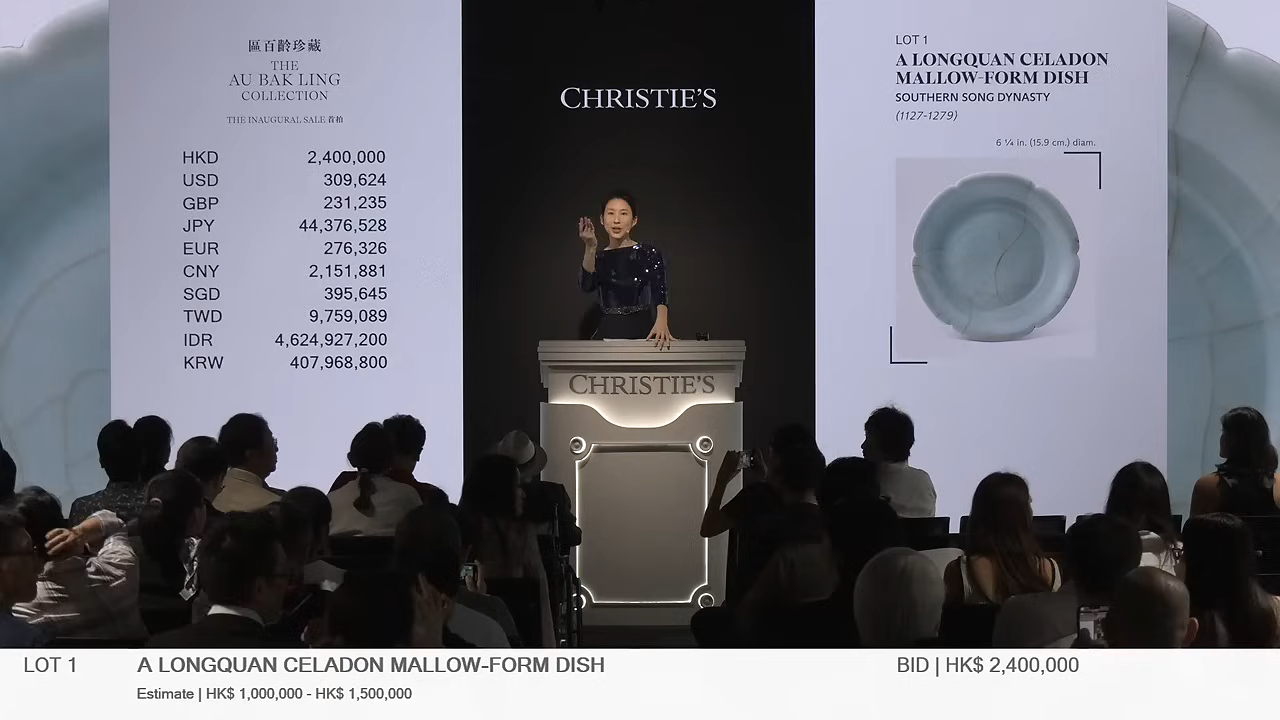 區百齡珍藏
THE
AU BAK LING
COLLECTION
THE INAUGURAL SALE 首拍
HKD 2,400,000
USD 309,624
GBP 231,235
JPY 44,376,528
EUR 276,326
CNY 2,151,881
SGD 395,645
TWD 9,759,089
IDR 4,624,927,200
KRW 407,968,800
CHRISTIE'S
CHRISTIE'S
LOT 1
A LONGQUAN CELADON
MALLOW-FORM DISH
SOUTHERN SONG DYNASTY
(1127-1279)
6 ¼ in. (15.9 cm.) diam.
LOT 1 A LONGQUAN CELADON MALLOW-FORM DISH BID | HK$ 2,400,000
Estimate | HK$ 1,000,000 - HK$ 1,500,000